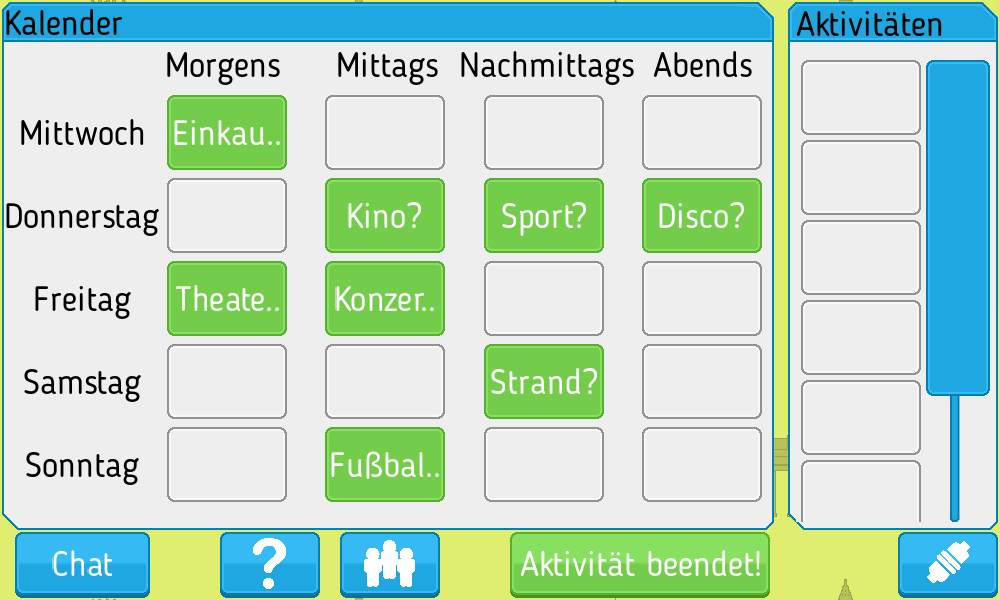 Kalender
Aktivitäten
Morgens Mittags Nachmittags Abends
Mittwoch Einkau..
Donnerstag Kino? Sport? Disco?
Freitag Theate.. Konzer..
Samstag Strand?
Sonntag Fußbal..
Chat ? Aktivität beendet!